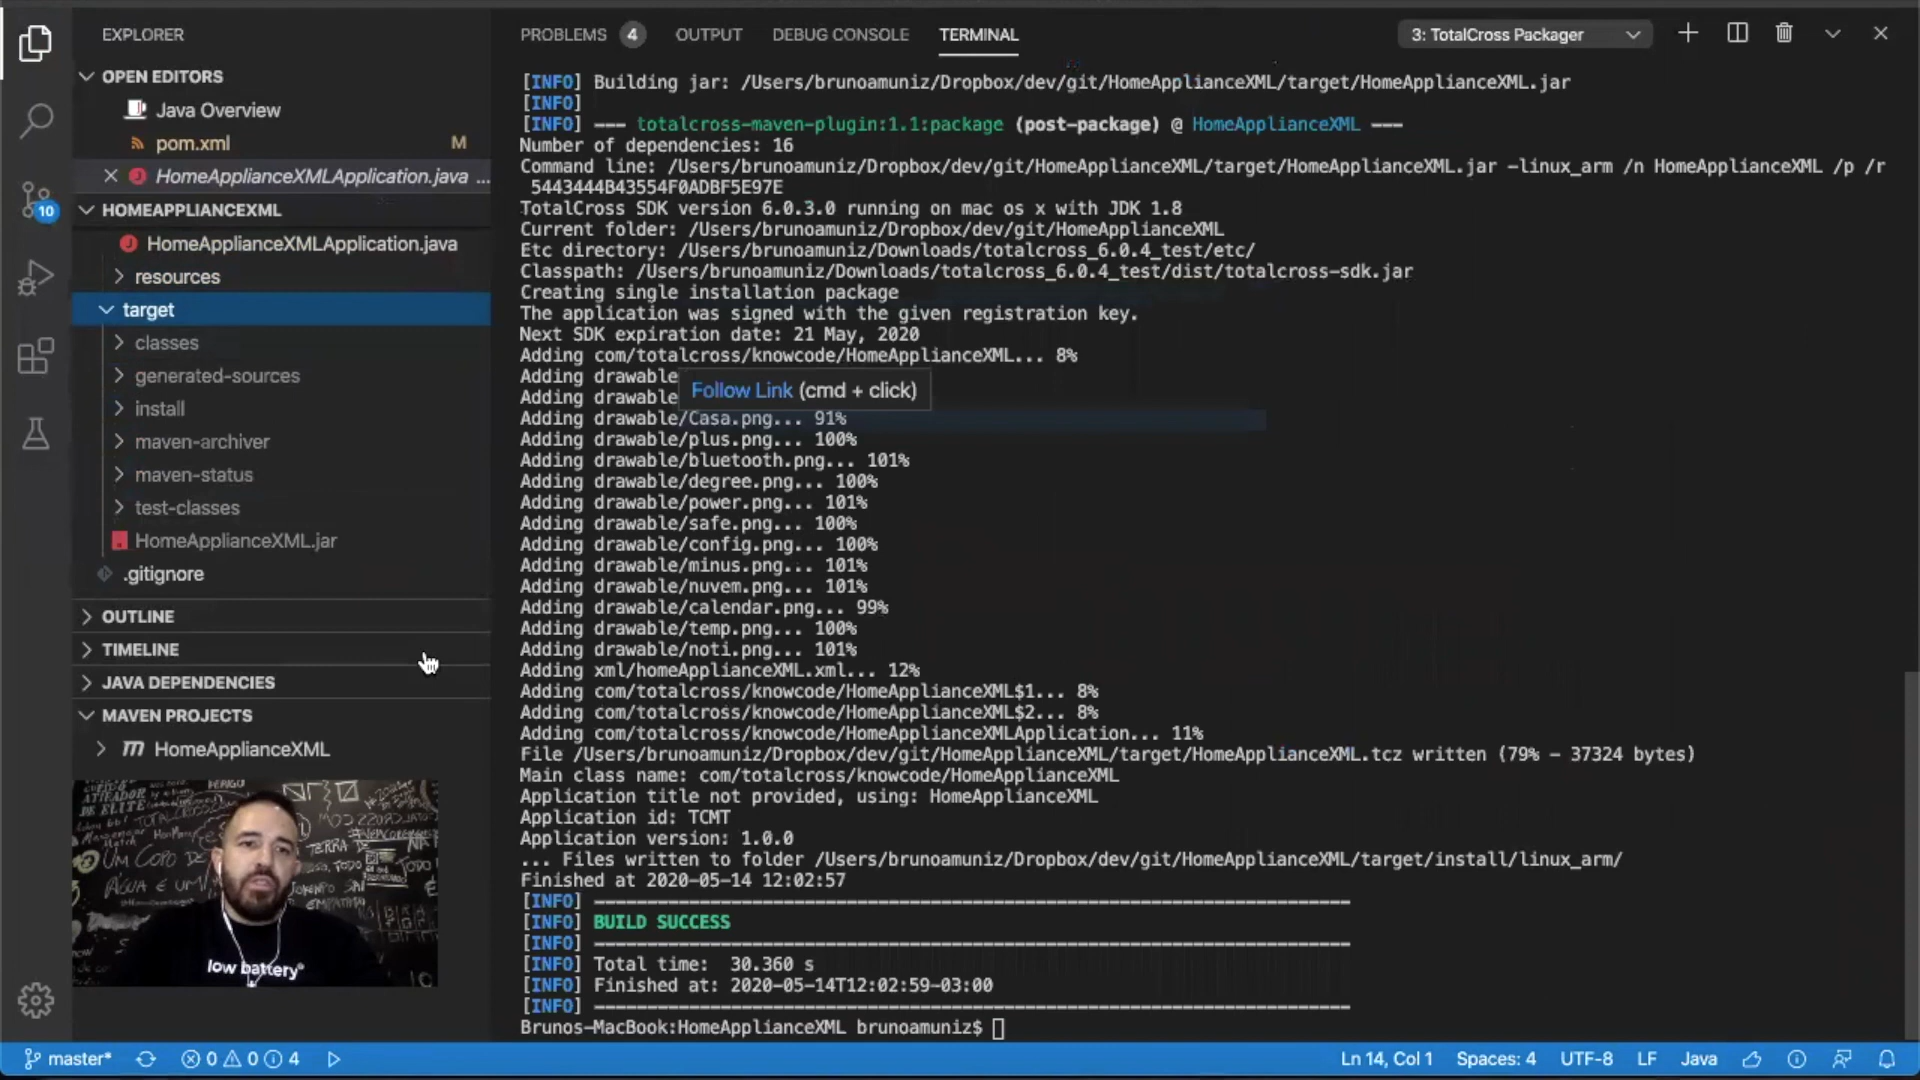 EXPLORER
OPEN EDITORS
Java Overview
pom.xml M
HomeApplianceXMLApplication.java ...
10
HOMEAPPLIANCEXML
HomeApplianceXMLApplication.java
resources
target
classes
generated-sources
install
maven-archiver
maven-status
test-classes
HomeApplianceXML.jar
.gitignore
OUTLINE
TIMELINE
JAVA DEPENDENCIES
MAVEN PROJECTS
m HomeApplianceXML
ATIRADOR
DE ELITE
UM COPO DE
ÁGUA E UM
TERRA DE
low battery
PROBLEMS 4 OUTPUT DEBUG CONSOLE TERMINAL 3: TotalCross Packager
[INFO] Building jar: /Users/brunoamuniz/Dropbox/dev/git/HomeApplianceXML/target/HomeApplianceXML.jar
[INFO]
[INFO] --- totalcross-maven-plugin:1.1:package (post-package) @ HomeApplianceXML ---
Number of dependencies: 16
Command line: /Users/brunoamuniz/Dropbox/dev/git/HomeApplianceXML/target/HomeApplianceXML.jar -linux_arm /n HomeApplianceXML /p /r
5443444B43554F0ADBF5E97E
TotalCross SDK version 6.0.3.0 running on mac os x with JDK 1.8
Current folder: /Users/brunoamuniz/Dropbox/dev/git/HomeApplianceXML
Etc directory: /Users/brunoamuniz/Downloads/totalcross_6.0.4_test/etc/
Classpath: /Users/brunoamuniz/Downloads/totalcross_6.0.4_test/dist/totalcross-sdk.jar
Creating single installation package
The application was signed with the given registration key.
Next SDK expiration date: 21 May, 2020
Adding com/totalcross/knowcode/HomeApplianceXML... 8%
Adding drawable
Follow Link (cmd + click)
Adding drawable
Adding drawable/Casa.png... 91%
Adding drawable/plus.png... 100%
Adding drawable/bluetooth.png... 101%
Adding drawable/degree.png... 100%
Adding drawable/power.png... 101%
Adding drawable/safe.png... 100%
Adding drawable/config.png... 100%
Adding drawable/minus.png... 101%
Adding drawable/nuvem.png... 101%
Adding drawable/calendar.png... 99%
Adding drawable/temp.png... 100%
Adding drawable/noti.png... 101%
Adding xml/homeApplianceXML.xml... 12%
Adding com/totalcross/knowcode/HomeApplianceXML$1... 8%
Adding com/totalcross/knowcode/HomeApplianceXML$2... 8%
Adding com/totalcross/knowcode/HomeApplianceXMLApplication... 11%
File /Users/brunoamuniz/Dropbox/dev/git/HomeApplianceXML/target/HomeApplianceXML.tcz written (79% - 37324 bytes)
Main class name: com/totalcross/knowcode/HomeApplianceXML
Application title not provided, using: HomeApplianceXML
Application id: TCMT
Application version: 1.0.0
... Files written to folder /Users/brunoamuniz/Dropbox/dev/git/HomeApplianceXML/target/install/linux_arm/
Finished at 2020-05-14 12:02:57
[INFO] ------------------------------------------------------------------------
[INFO] BUILD SUCCESS
[INFO] ------------------------------------------------------------------------
[INFO] Total time: 30.360 s
[INFO] Finished at: 2020-05-14T12:02:59-03:00
[INFO] ------------------------------------------------------------------------
Brunos-MacBook:HomeApplianceXML brunoamuniz$
master* 0 0 4 Ln 14, Col 1 Spaces: 4 UTF-8 LF Java